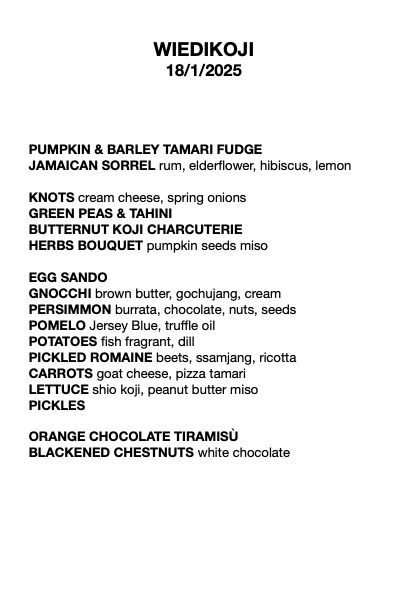 WIEDIKOJI
18/1/2025
PUMPKIN & BARLEY TAMARI FUDGE
JAMAICAN SORREL rum, elderflower, hibiscus, lemon
KNOTS cream cheese, spring onions
GREEN PEAS & TAHINI
BUTTERNUT KOJI CHARCUTERIE
HERBS BOUQUET pumpkin seeds miso
EGG SANDO
GNOCCHI brown butter, gochujang, cream
PERSIMMON burrata, chocolate, nuts, seeds
POMELO Jersey Blue, truffle oil
POTATOES fish fragrant, dill
PICKLED ROMAINE beets, ssamjang, ricotta
CARROTS goat cheese, pizza tamari
LETTUCE shio koji, peanut butter miso
PICKLES
ORANGE CHOCOLATE TIRAMISÙ
BLACKENED CHESTNUTS white chocolate